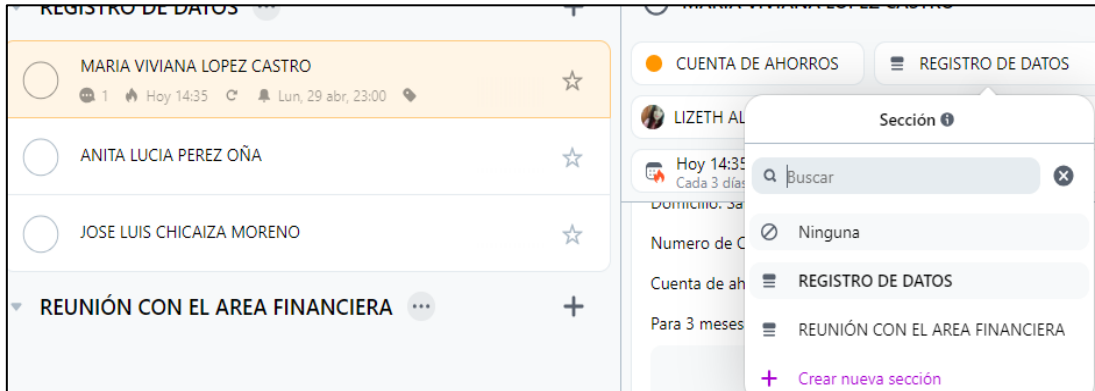 REGISTRO DE DATOS
MARIA VIVIANA LOPEZ CASTRO
1 Hoy 14:35 Lun, 29 abr, 23:00
ANITA LUCIA PEREZ OÑA
JOSE LUIS CHICAIZA MORENO
REUNIÓN CON EL AREA FINANCIERA
MARIA VIVIANA LOPEZ CASTRO
CUENTA DE AHORROS
REGISTRO DE DATOS
LIZETH AL
Hoy 14:35
Cada 3 días
Domicilio: Sa
Numero de C
Cuenta de ah
Para 3 meses
Sección
Buscar
Ninguna
REGISTRO DE DATOS
REUNIÓN CON EL AREA FINANCIERA
Crear nueva sección